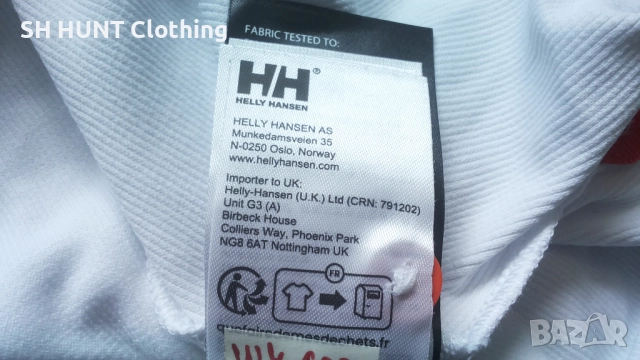 SH HUNT Clothing
FABRIC TESTED TO:
HH®
HELLY HANSEN
HELLY HANSEN AS
Munkedamsveien 35
N-0250 Oslo, Norway
www.hellyhansen.com
Importer to UK:
Helly-Hansen (U.K.) Ltd (CRN: 791202)
Unit G3 (A)
Birbeck House
Colliers Way, Phoenix Park
NG8 6AT Nottingham UK
FR
quefairedemesdechets.fr
BAZAR